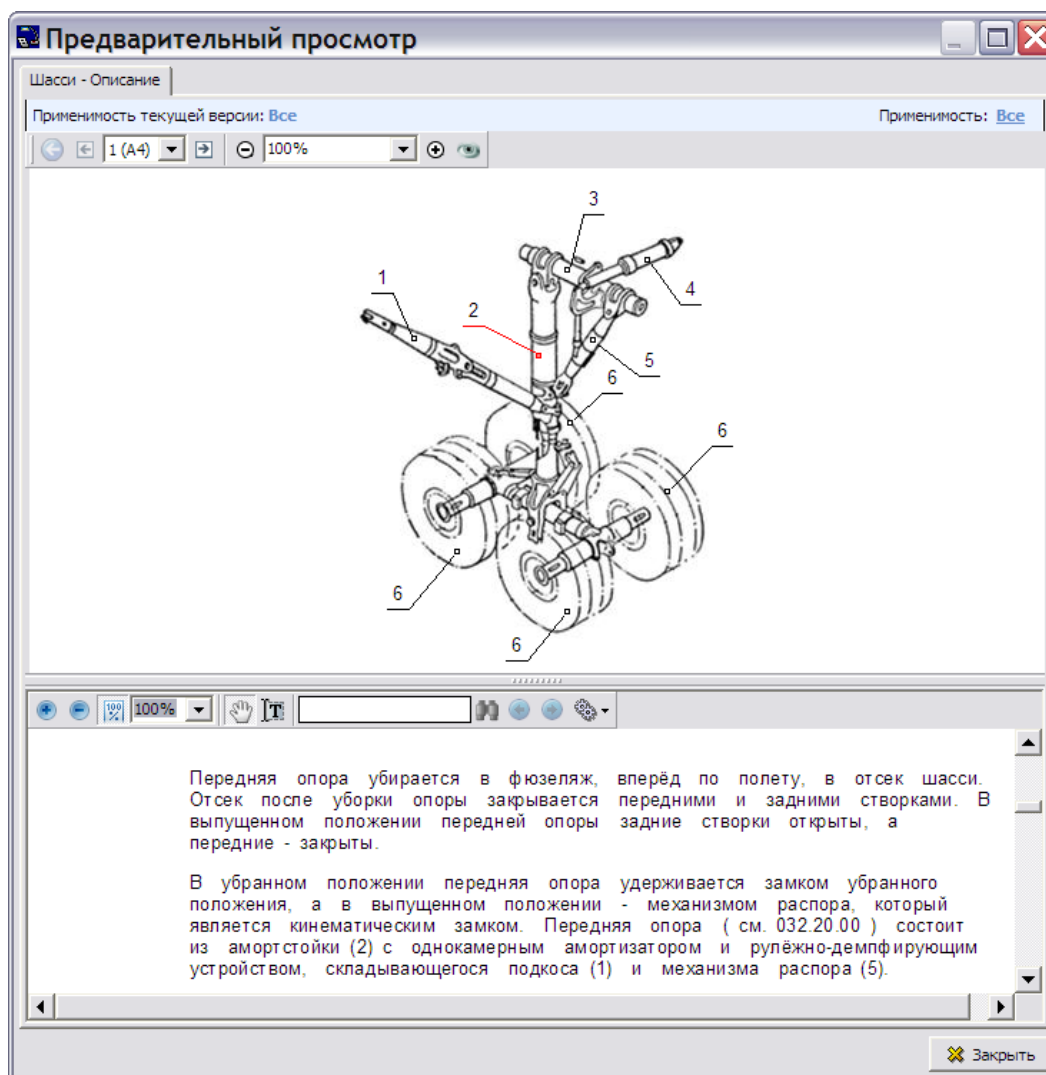 Предварительный просмотр
Шасси - Описание
Применимость текущей версии: Все
Применимость: Все
1 (A4)
100%
3
1
4
2
5
6
6
6
6
100%
100%
T
Передняя опора убирается в фюзеляж, вперёд по полету, в отсек шасси.
Отсек после уборки опоры закрывается передними и задними створками. В
выпущенном положении передней опоры задние створки открыты, а
передние - закрыты.
В убранном положении передняя опора удерживается замком убранного
положения, а в выпущенном положении - механизмом распора, который
является кинематическим замком. Передняя опора ( см. 032.20.00 ) состоит
из амортстойки (2) с однокамерным амортизатором и рулёжно-демпфирующим
устройством, складывающегося подкоса (1) и механизма распора (5).
Закрыть